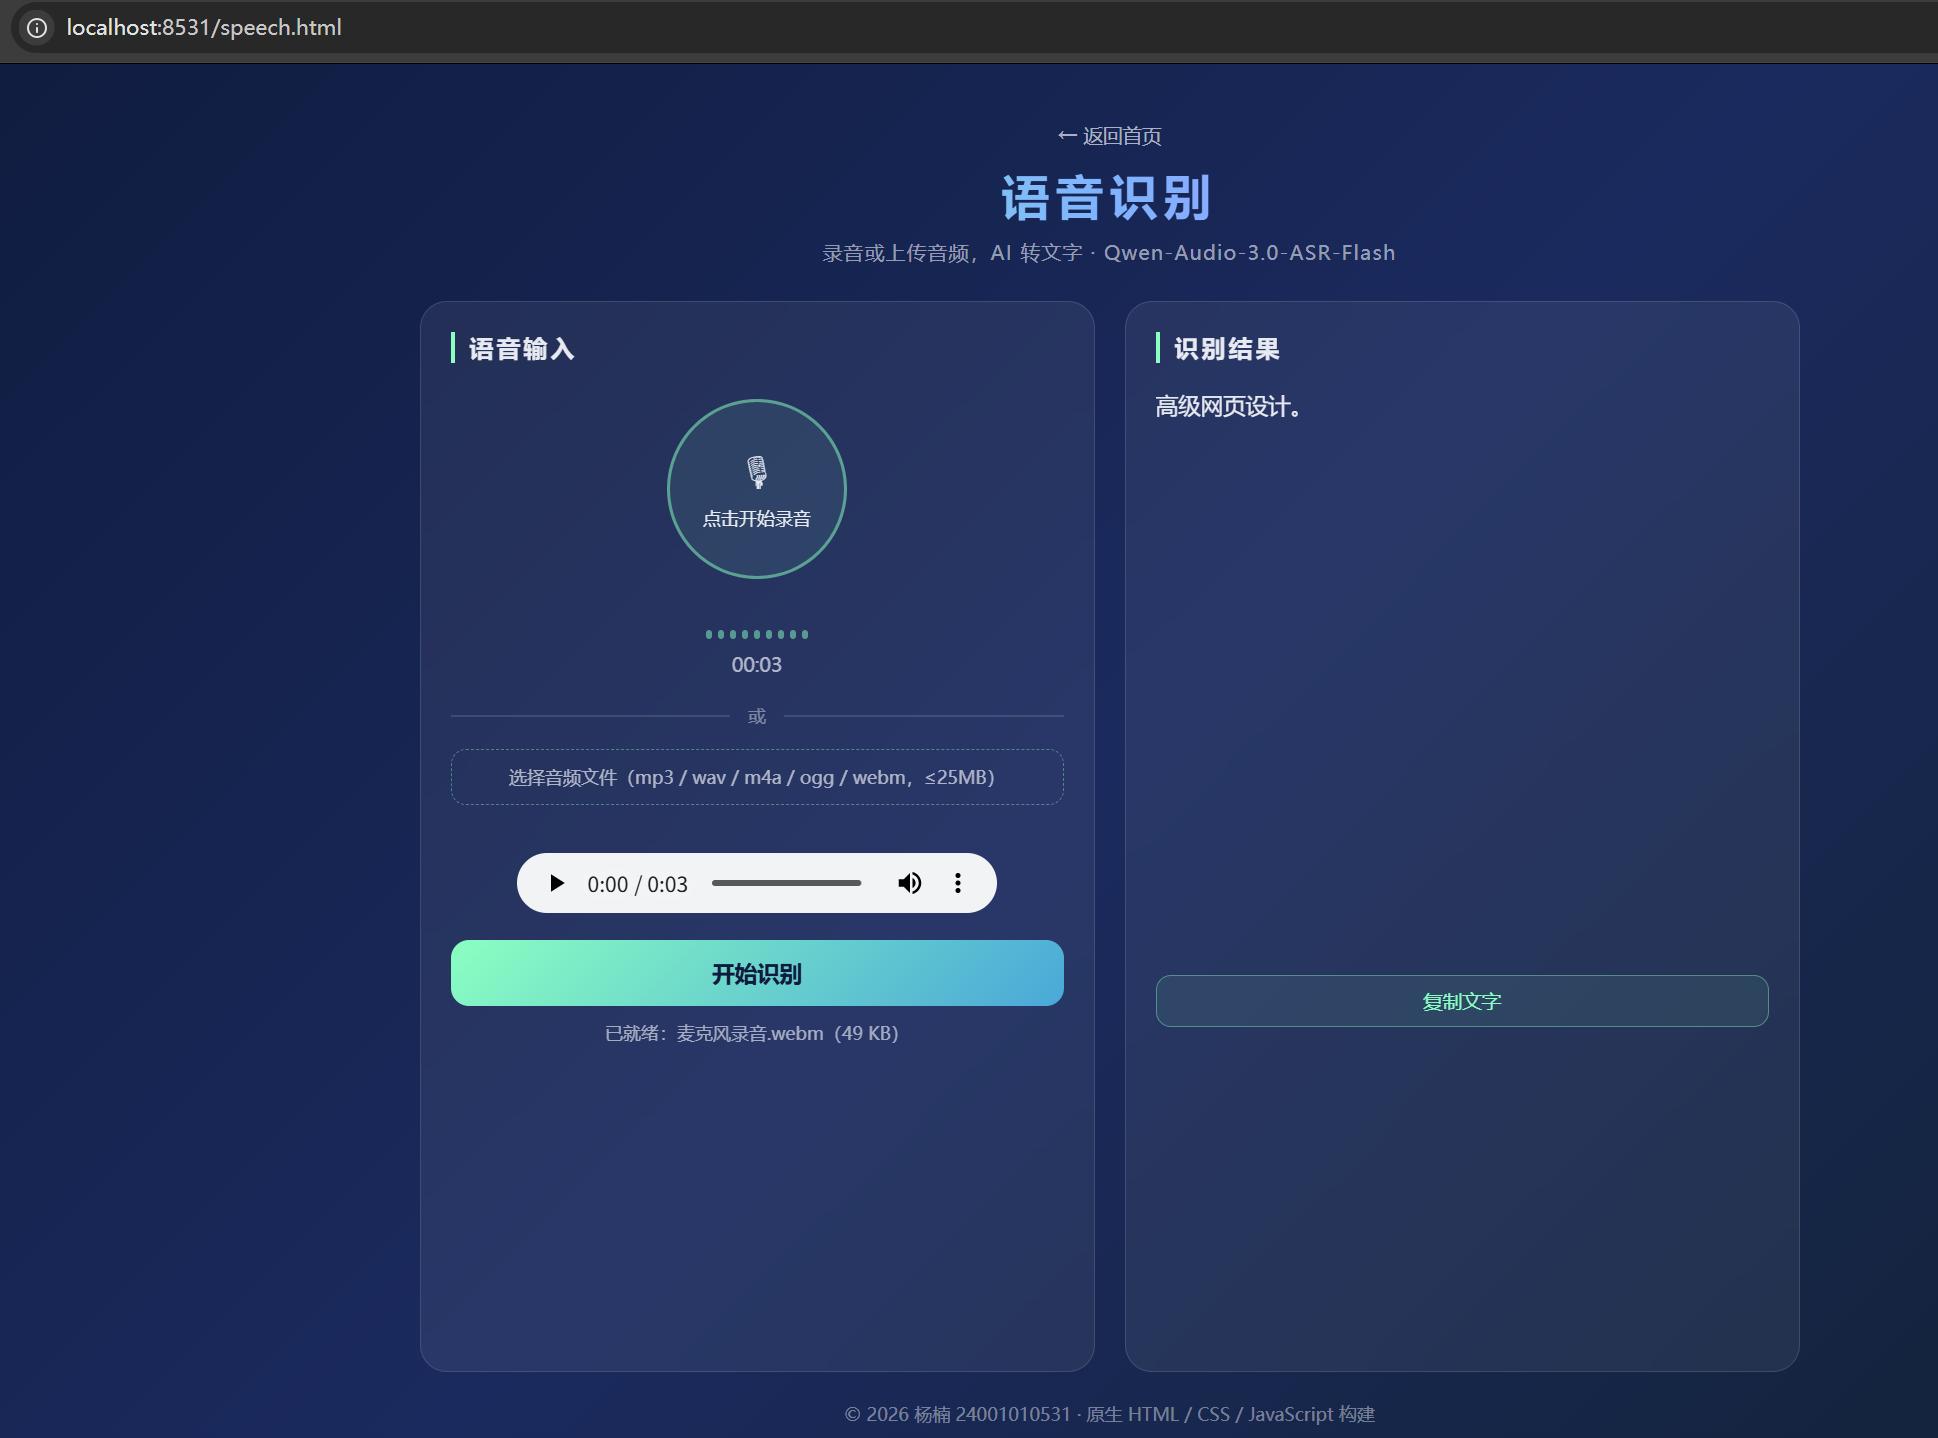 localhost:8531/speech.html
← 返回首页
语音识别
录音或上传音频，AI 转文字 · Qwen-Audio-3.0-ASR-Flash
语音输入
点击开始录音
00:03
或
选择音频文件（mp3 / wav / m4a / ogg / webm，≤25MB）
0:00 / 0:03
开始识别
已就绪：麦克风录音.webm（49 KB）
识别结果
高级网页设计。
复制文字
© 2026 杨楠 24001010531 · 原生 HTML / CSS / JavaScript 构建